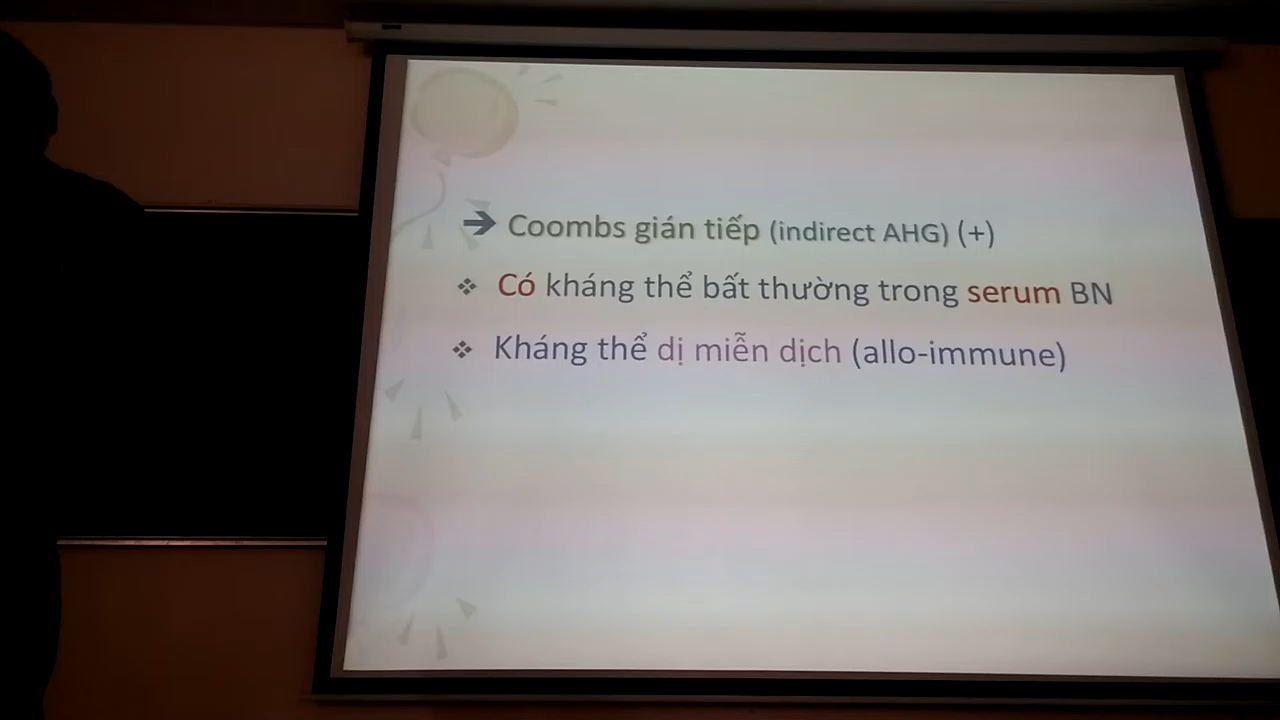 ➔ Coombs gián tiếp (indirect AHG) (+)
❖ Có kháng thể bất thường trong serum BN
❖ Kháng thể dị miễn dịch (allo-immune)